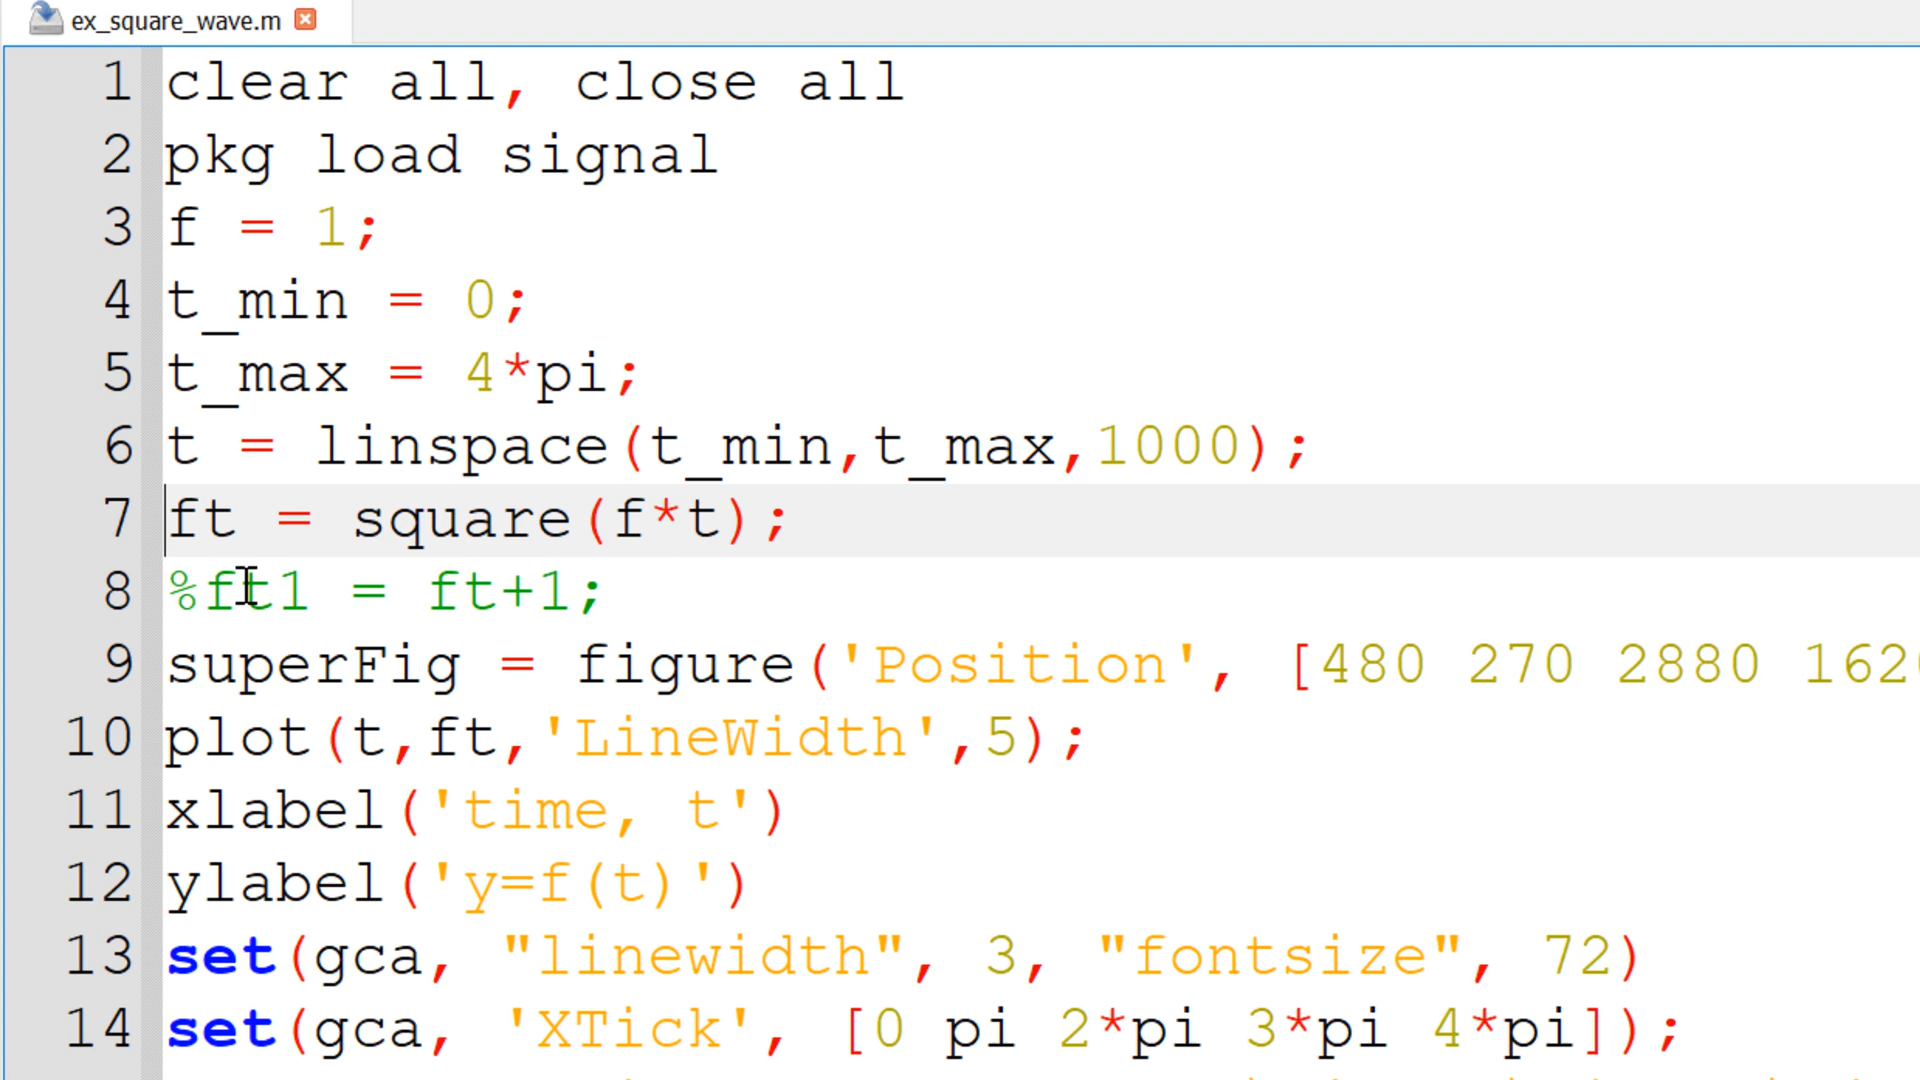 ex_square_wave.m
1 clear all, close all
2 pkg load signal
3 f = 1;
4 t_min = 0;
5 t_max = 4*pi;
6 t = linspace(t_min,t_max,1000);
7 ft = square(f*t);
8 %ft1 = ft+1;
9 superFig = figure('Position', [480 270 2880 162
10 plot(t,ft,'LineWidth',5);
11 xlabel('time, t')
12 ylabel('y=f(t)')
13 set(gca, "linewidth", 3, "fontsize", 72)
14 set(gca, 'XTick', [0 pi 2*pi 3*pi 4*pi]);